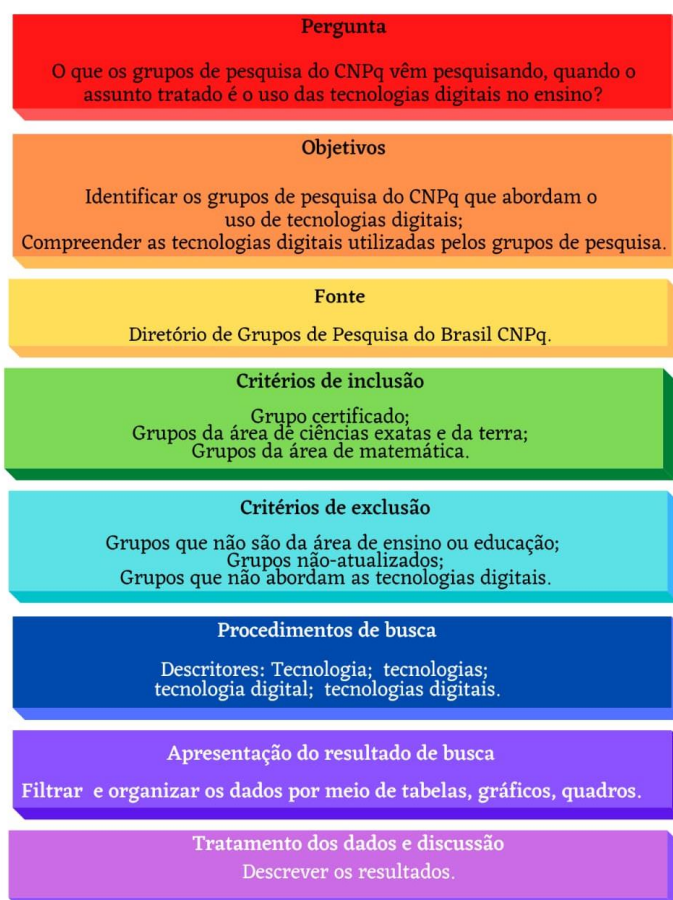 Pergunta
O que os grupos de pesquisa do CNPq vêm pesquisando, quando o
assunto tratado é o uso das tecnologias digitais no ensino?
Objetivos
Identificar os grupos de pesquisa do CNPq que abordam o
uso de tecnologias digitais;
Compreender as tecnologias digitais utilizadas pelos grupos de pesquisa.
Fonte
Diretório de Grupos de Pesquisa do Brasil CNPq.
Critérios de inclusão
Grupo certificado;
Grupos da área de ciências exatas e da terra;
Grupos da área de matemática.
Critérios de exclusão
Grupos que não são da área de ensino ou educação;
Grupos não-atualizados;
Grupos que não abordam as tecnologias digitais.
Procedimentos de busca
Descritores: Tecnologia; tecnologias;
tecnologia digital; tecnologias digitais.
Apresentação do resultado de busca
Filtrar e organizar os dados por meio de tabelas, gráficos, quadros.
Tratamento dos dados e discussão
Descrever os resultados.